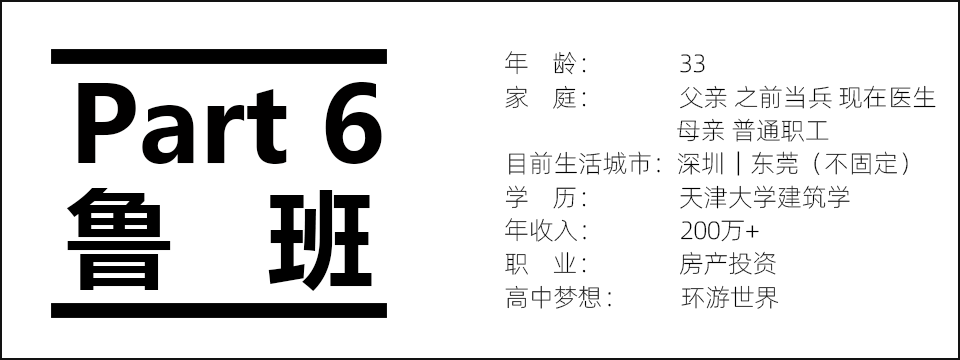 Part 6
鲁 班
年 龄： 33
家 庭： 父亲 之前当兵 现在医生
母亲 普通职工
目前生活城市：深圳｜东莞（不固定）
学 历： 天津大学建筑学
年收入： 200万+
职 业： 房产投资
高中梦想： 环游世界